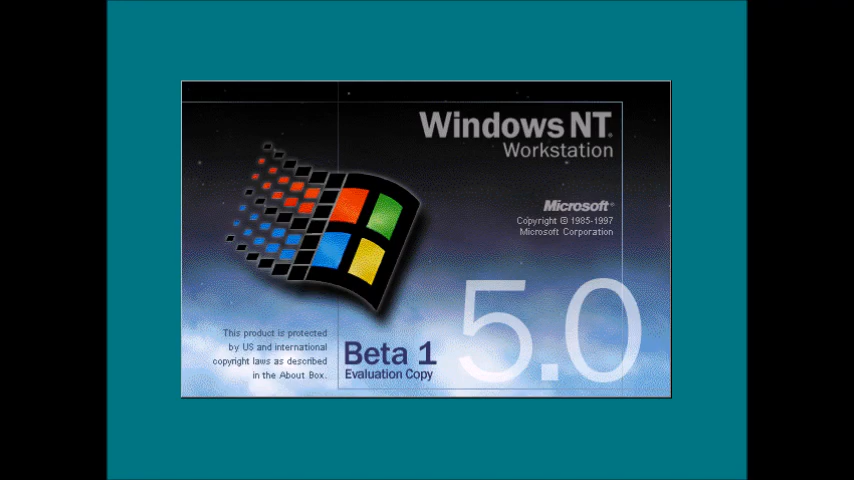 Windows NT®
Workstation
Microsoft®
Copyright © 1985-1997
Microsoft Corporation
5.0
This product is protected
by US and international
copyright laws as described
in the About Box.
Beta 1
Evaluation Copy